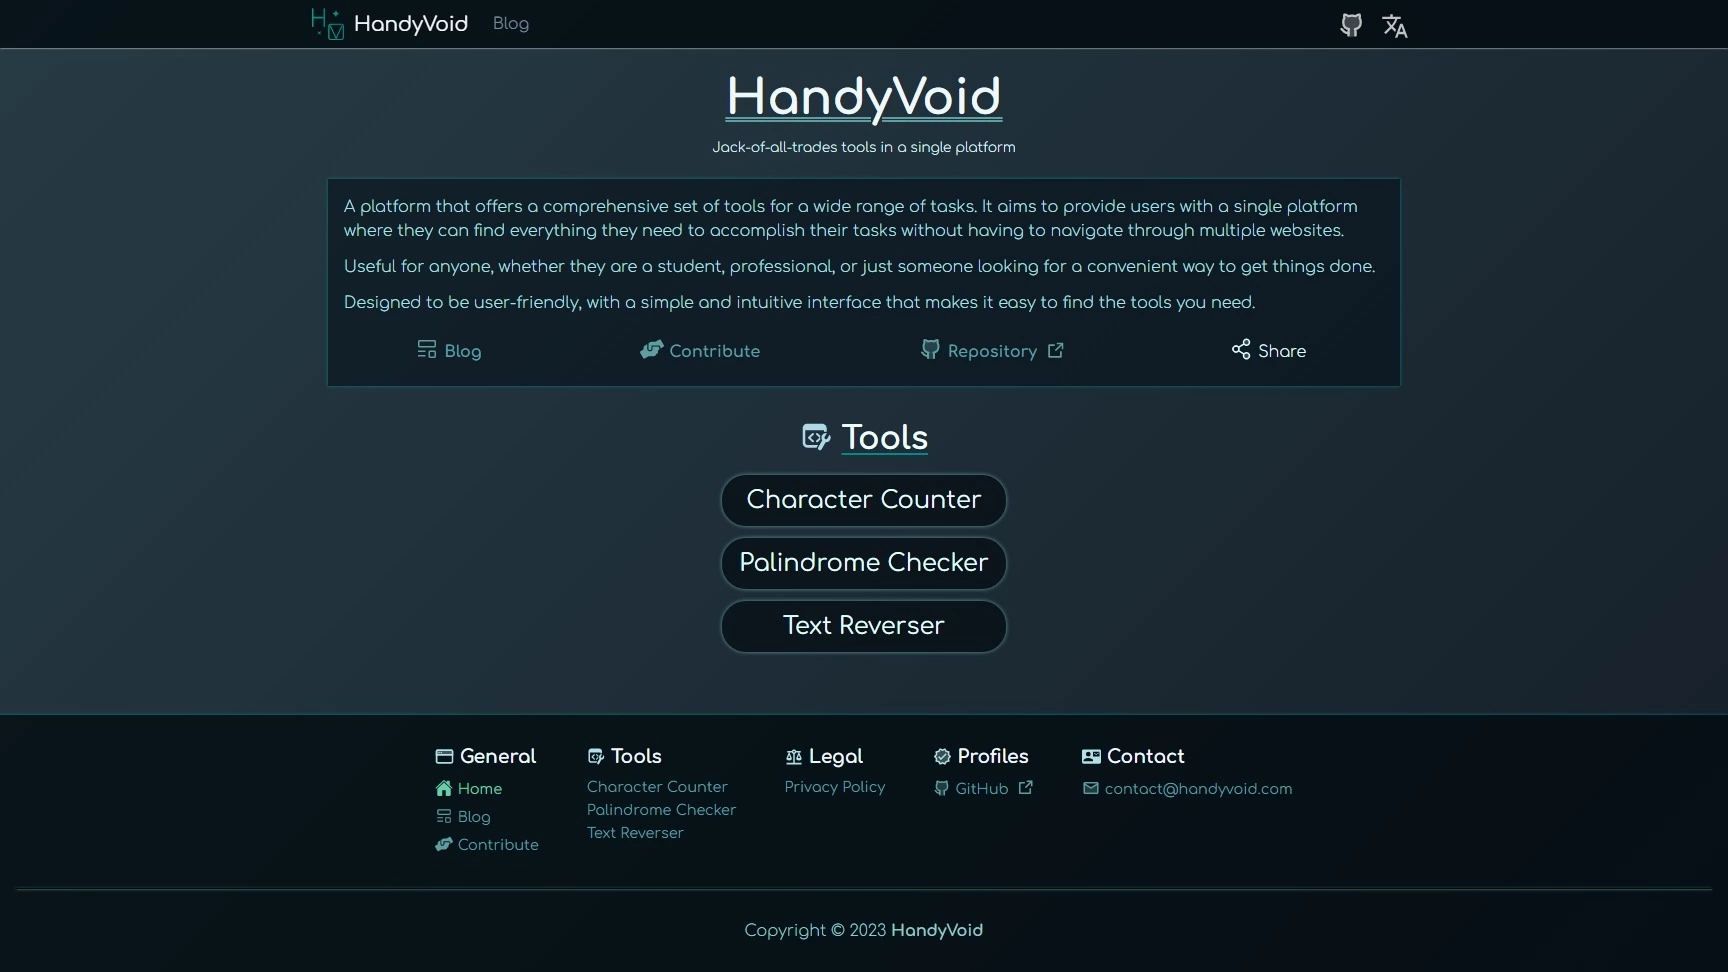 HandyVoid Blog
HandyVoid
Jack-of-all-trades tools in a single platform
A platform that offers a comprehensive set of tools for a wide range of tasks. It aims to provide users with a single platform
where they can find everything they need to accomplish their tasks without having to navigate through multiple websites.
Useful for anyone, whether they are a student, professional, or just someone looking for a convenient way to get things done.
Designed to be user-friendly, with a simple and intuitive interface that makes it easy to find the tools you need.
Blog Contribute Repository Share
Tools
Character Counter
Palindrome Checker
Text Reverser
General
Home
Blog
Contribute
Tools
Character Counter
Palindrome Checker
Text Reverser
Legal
Privacy Policy
Profiles
GitHub
Contact
contact@handyvoid.com
Copyright © 2023 HandyVoid